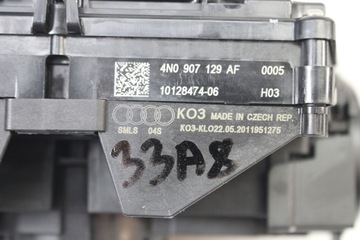 4N0 907 129 AF 0005
10128474-06 H03
KO3 MADE IN CZECH REP.
SMLS 04S KO3-KLO22.05.2011951275
33A8